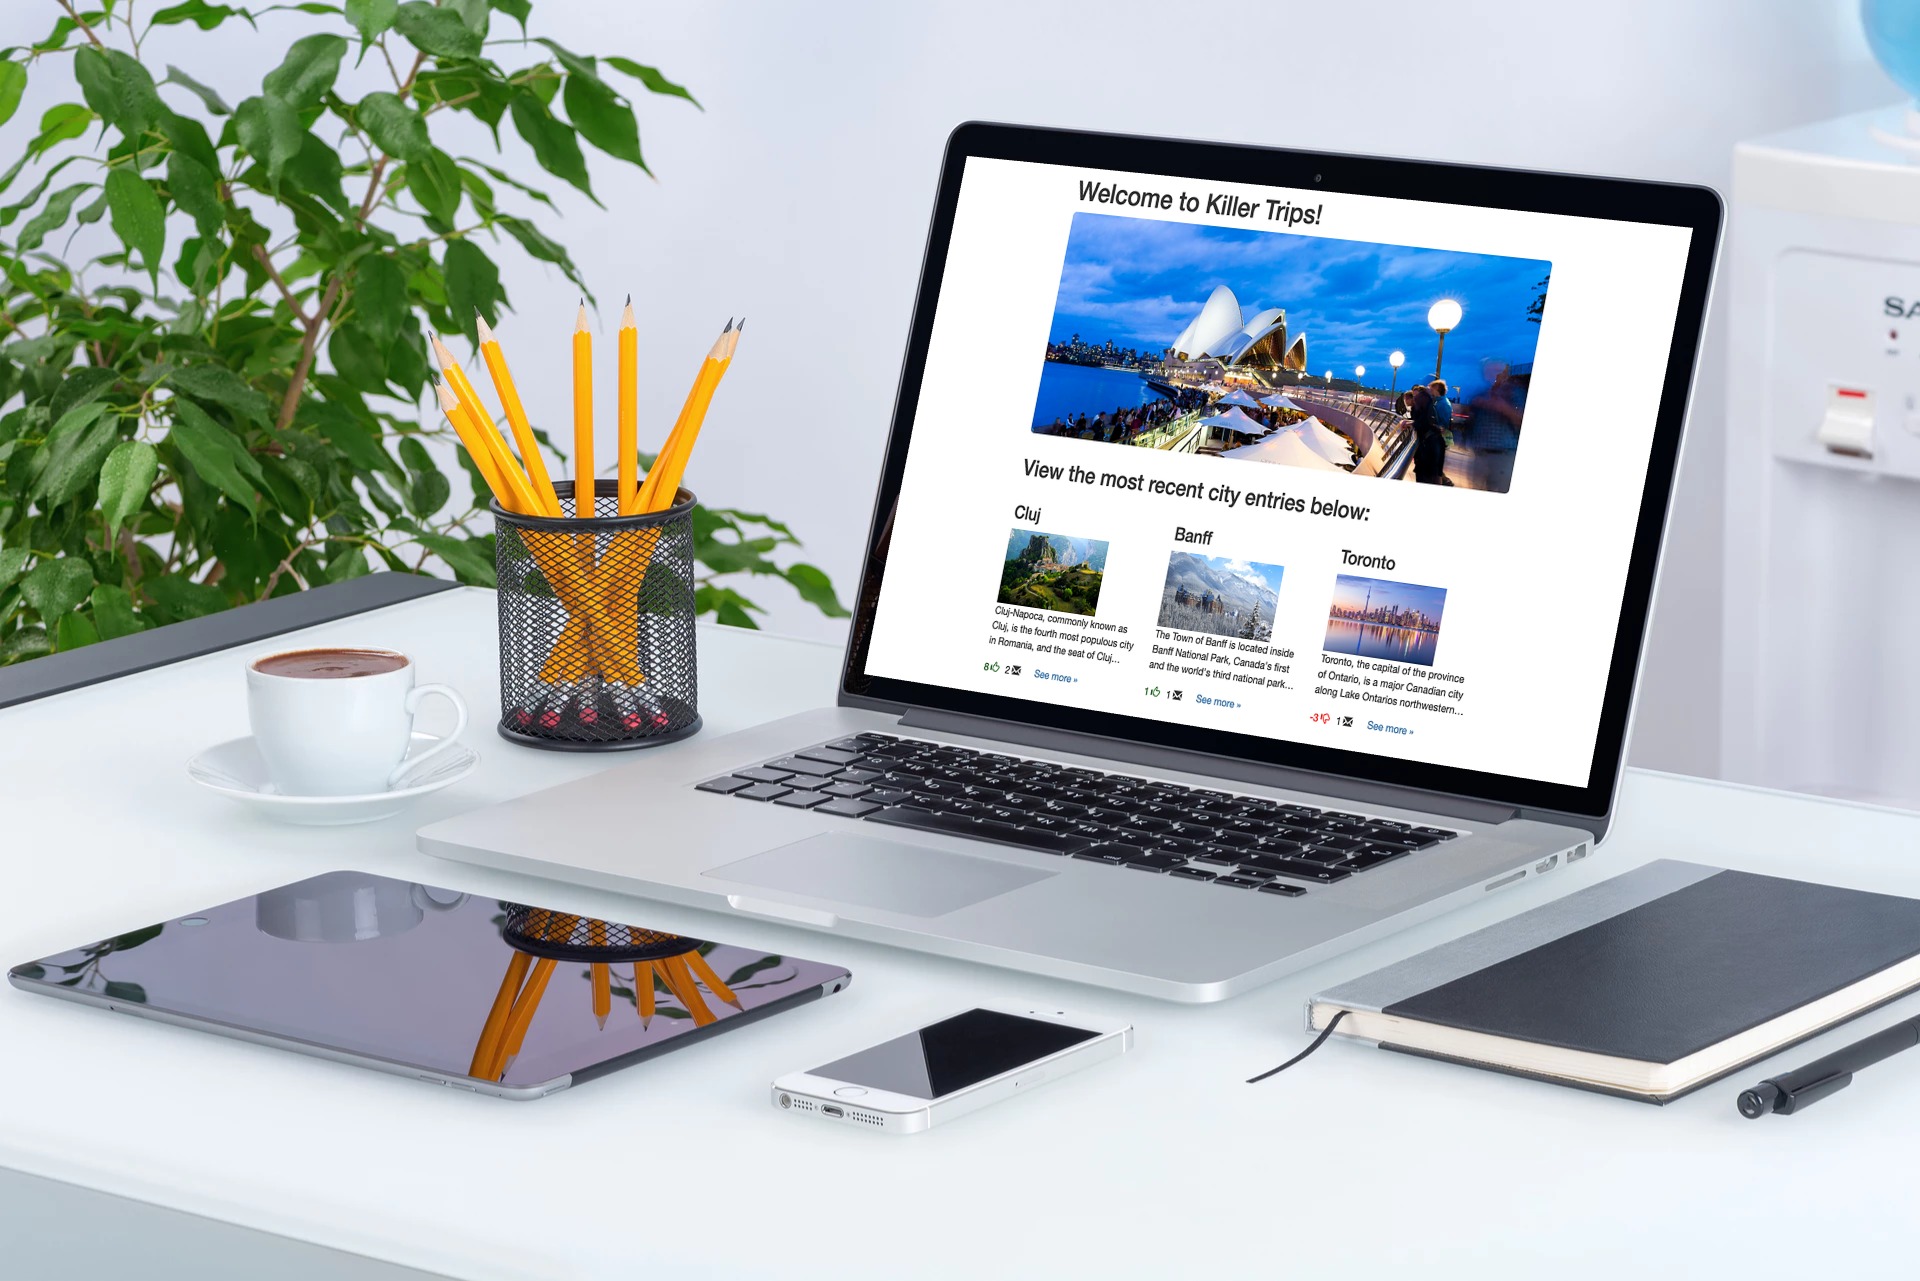 Welcome to Killer Trips!
View the most recent city entries below:
Cluj
Cluj-Napoca, commonly known as
Cluj, is the fourth most populous city
in Romania, and the seat of Cluj...
8 2 See more »
Banff
The Town of Banff is located inside
Banff National Park, Canada's first
and the world's third national park...
1 1 See more »
Toronto
Toronto, the capital of the province
of Ontario, is a major Canadian city
along Lake Ontarios northwestern...
-3 1 See more »